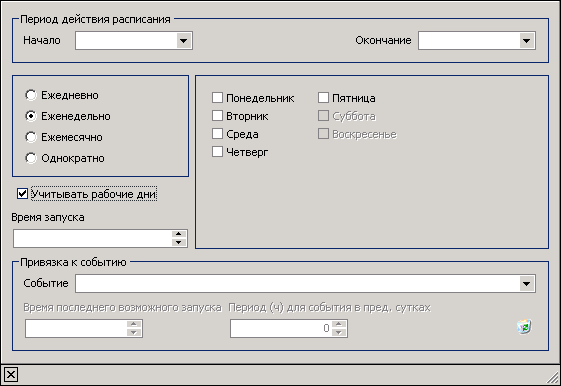 Период действия расписания
Начало
Окончание
Ежедневно
Еженедельно
Ежемесячно
Однократно
Понедельник
Пятница
Вторник
Суббота
Среда
Воскресенье
Четверг
Учитывать рабочие дни
Время запуска
Привязка к событию
Событие
Время последнего возможного запуска
Период (ч) для события в пред. сутках
0